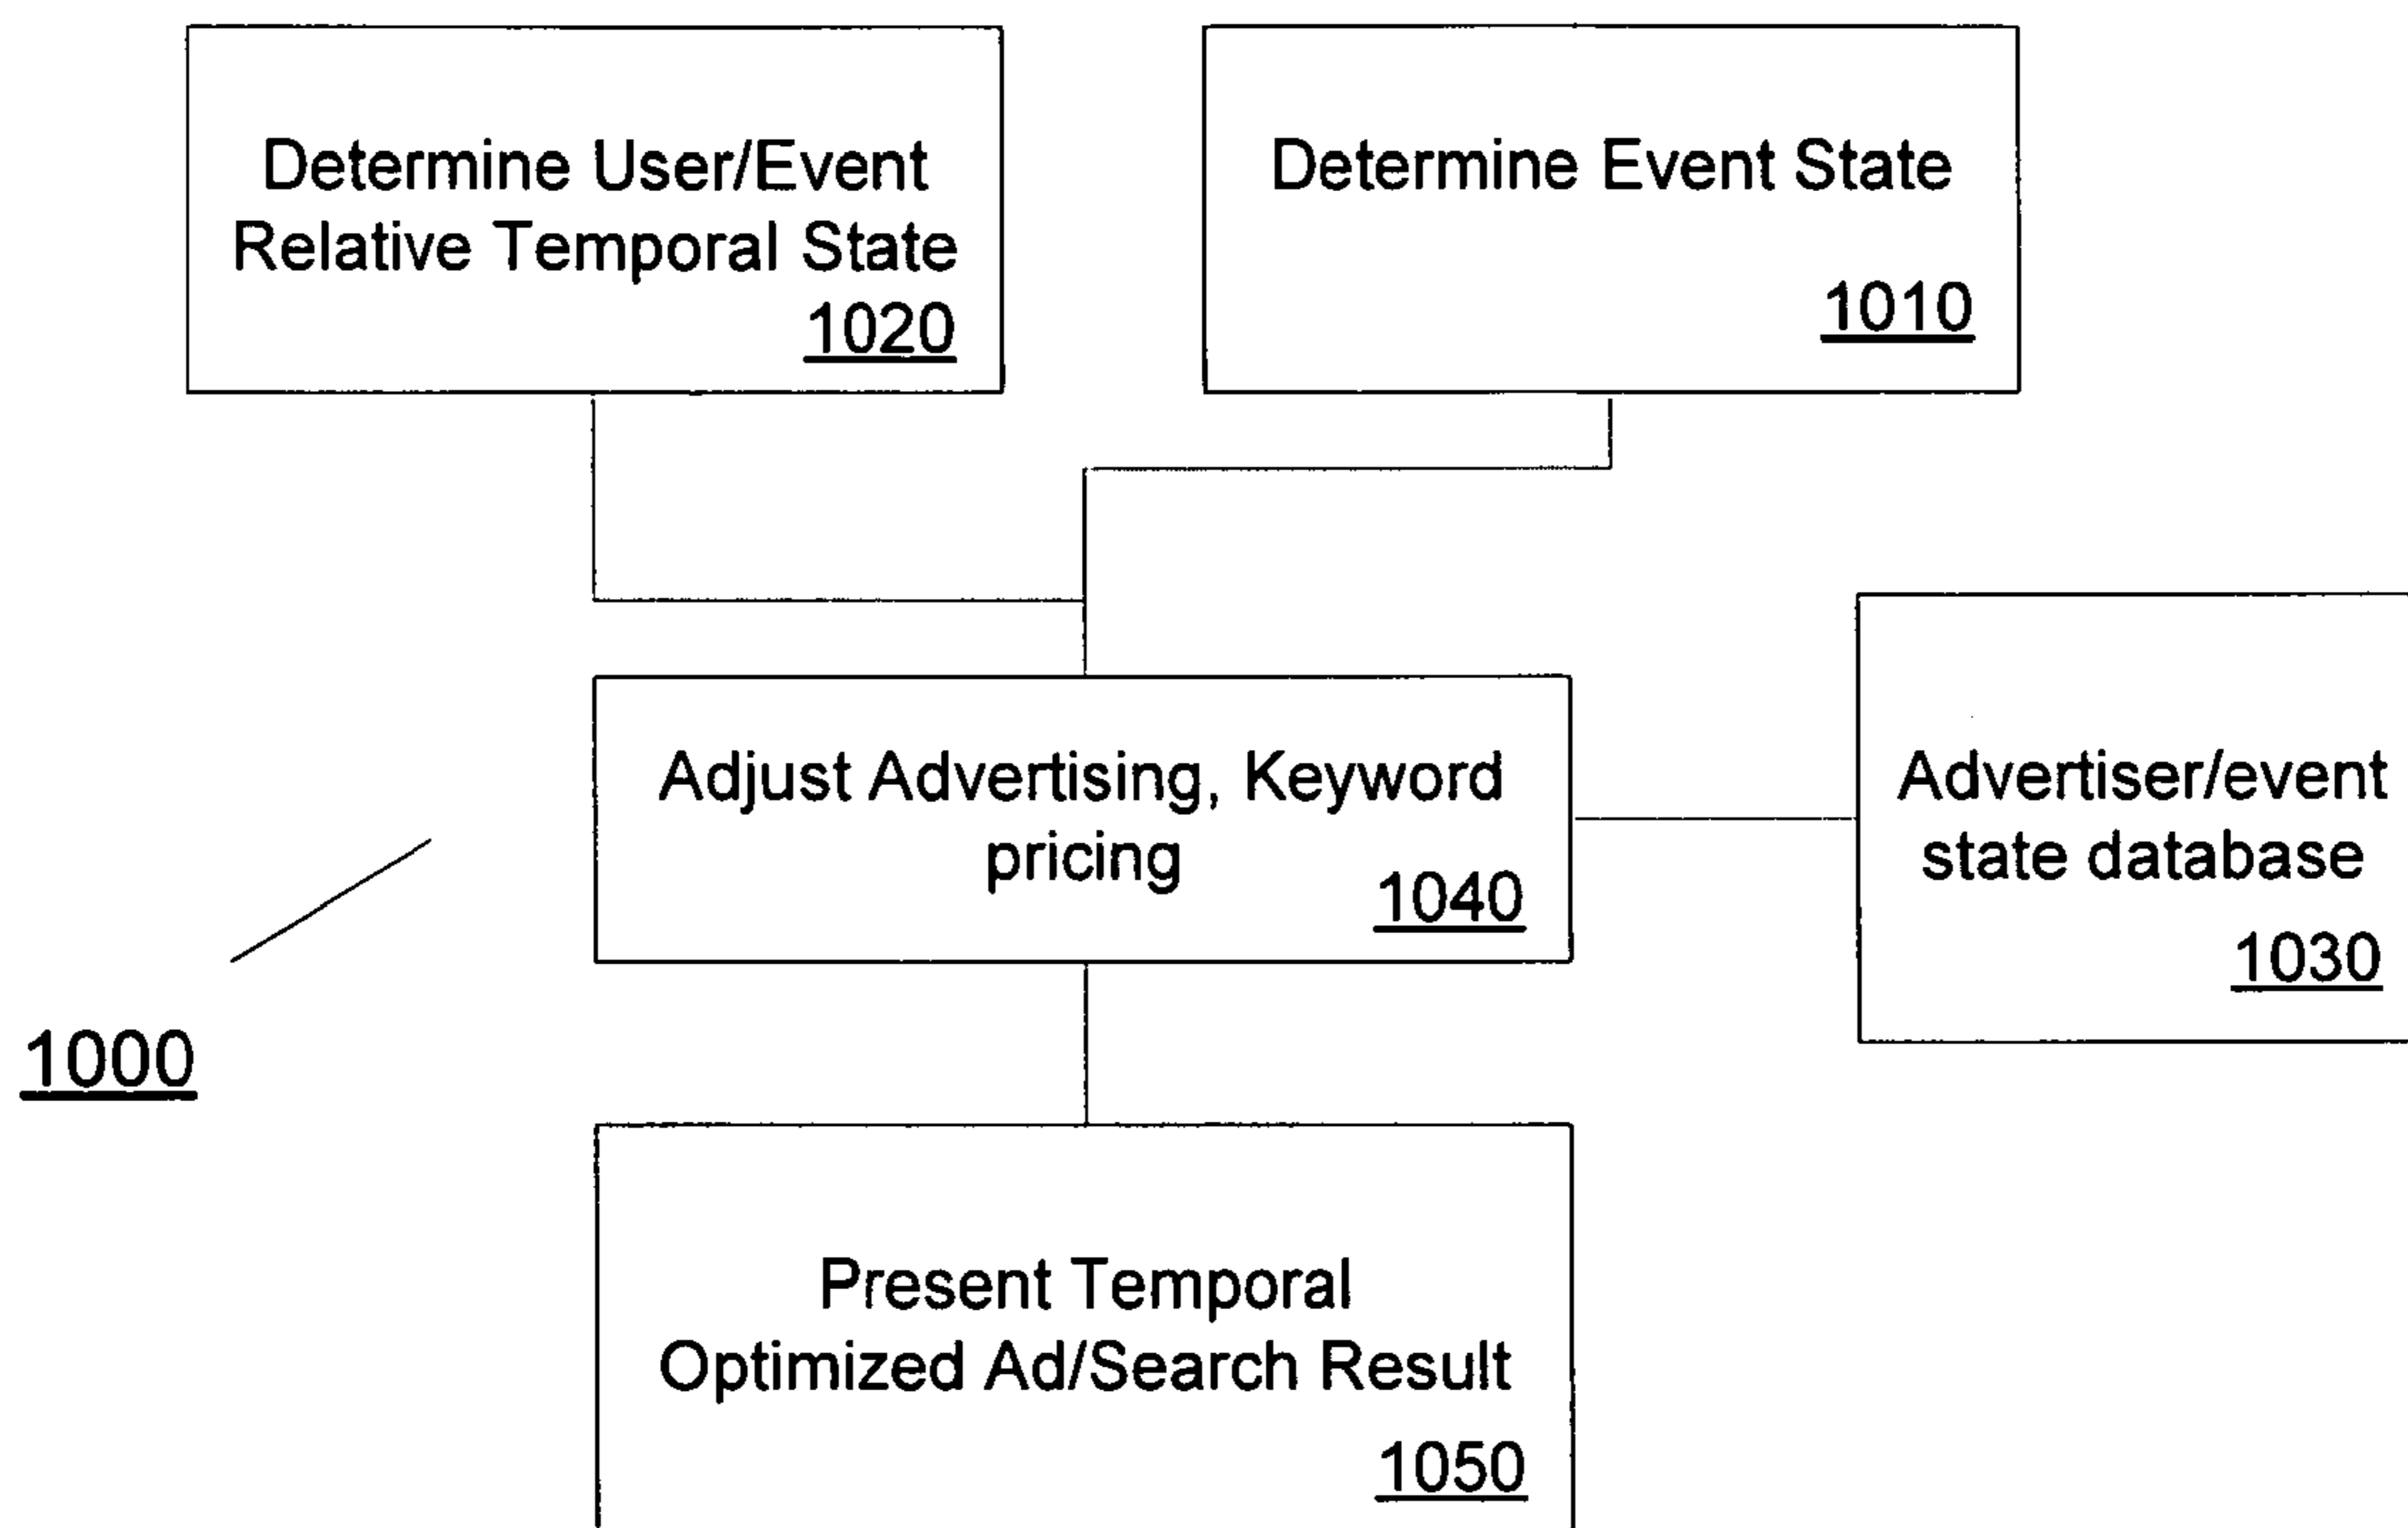 Determine User/Event
Relative Temporal State
1020
Determine Event State
1010
Adjust Advertising, Keyword
pricing
1040
Advertiser/event
state database
1030
1000
Present Temporal
Optimized Ad/Search Result
1050